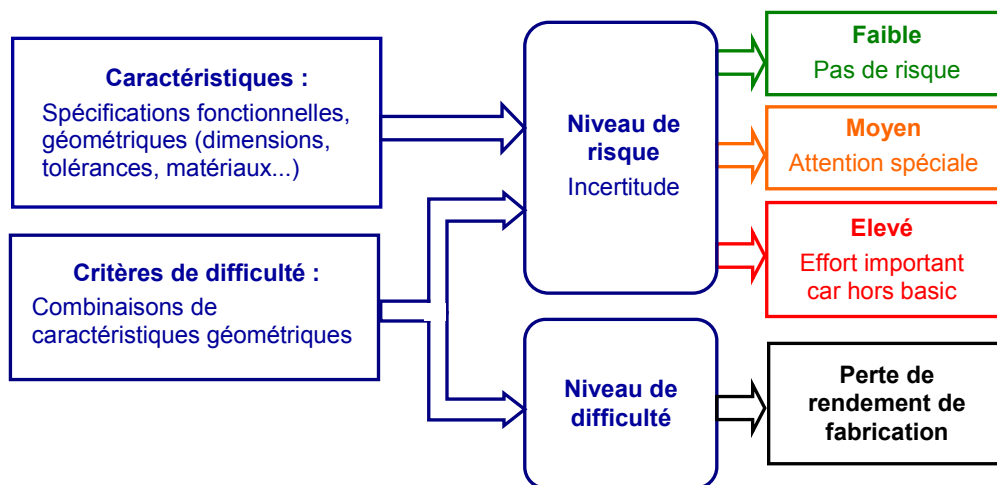 Caractéristiques :
Spécifications fonctionnelles,
géométriques (dimensions,
tolérances, matériaux...)
Critères de difficulté :
Combinaisons de
caractéristiques géométriques
Niveau de
risque
Incertitude
Niveau de
difficulté
Faible
Pas de risque
Moyen
Attention spéciale
Elevé
Effort important
car hors basic
Perte de
rendement de
fabrication